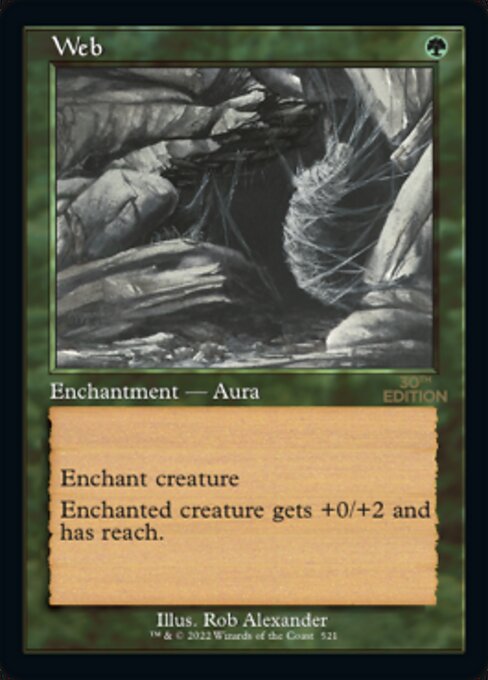 Web
Enchantment — Aura
30TH
EDITION
Enchant creature
Enchanted creature gets +0/+2 and
has reach.
Illus. Rob Alexander
™ & © 2022 Wizards of the Coast 521